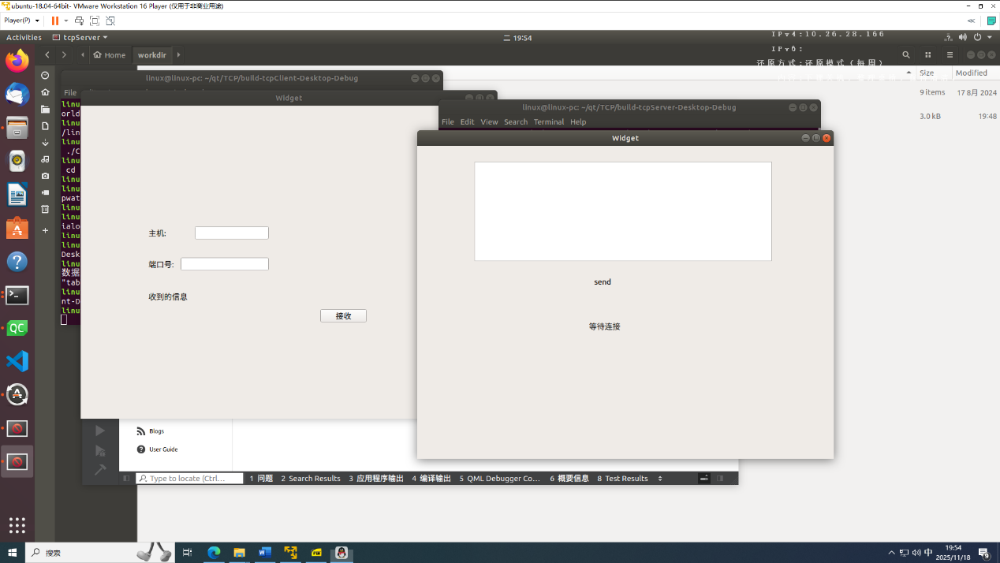 ubuntu-18.04-64bit- VMware Workstation 16 Player (仅用于非商业用途)
Player(P)
Activities
tcpServer
二 19:54
IPv4:10.26.28.166
IPv6:
还原方式:还原模式(每周)
Home
workdir
Size
Modified
9 items
17 8月 2024
3.0 kB
19:48
linux@linux-pc: ~/qt/TCP/build-tcpClient-Desktop-Debug
File
linu
orld
linu
/lin
linu
./C
linu
cd
linu
linu
pwat
linu
linu
ialo
linu
linu
Desk
linu
数据
"tab
linu
nt-D
linu
Widget
主机:
端口号:
收到的信息
接收
linux@linux-pc: ~/qt/TCP/build-tcpServer-Desktop-Debug
File Edit View Search Terminal Help
Widget
send
等待连接
QC
Blogs
User Guide
Type to locate (Ctrl...
1 问题
2 Search Results
3 应用程序输出
4 编译输出
5 QML Debugger Co...
6 概要信息
8 Test Results
搜索
中
19:54
2025/11/18
9